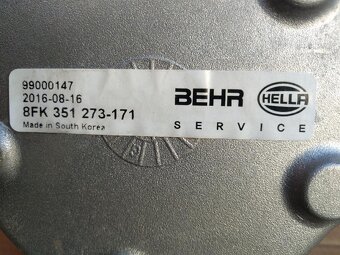 99000147
2016-08-16
8FK 351 273-171
Made in South Korea
BEHR
HELLA
SERVICE